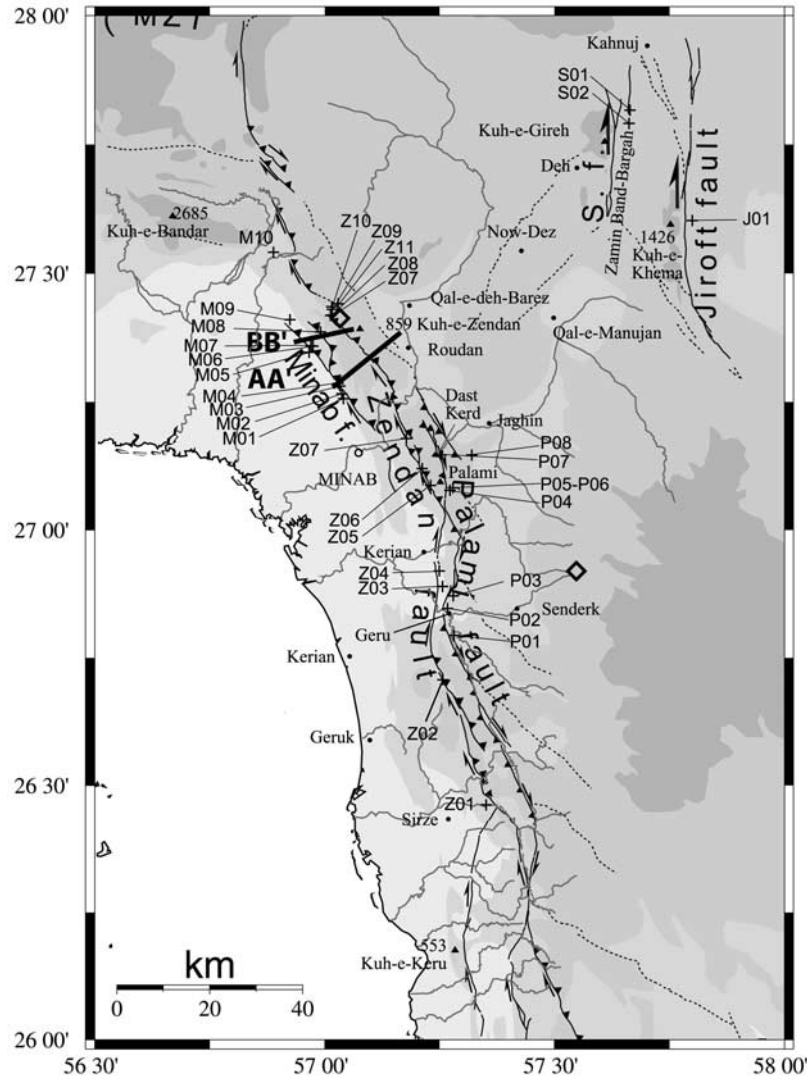 ( MZT
28 00'
Kahnuj
S01
S02
Kuh-e-Gireh
Deh
S. f.
Zamin Band-Bargah
Jiroft fault
J01
2685
Kuh-e-Bandar
M10
Z10
Z09
Z11
Z08
Z07
Now-Dez
1426
Kuh-e-
Khema
27 30'
Qal-e-deh-Barez
M09
M08
859 Kuh-e-Zendan
Qal-e-Manujan
M07
BB'
Roudan
M06
M05
AA'
Minab f.
M04
M03
M02
M01
Zendan fault
Dast
Kerd
Jaghin
Z07
P08
P07
MINAB
Palami
P05-P06
P04
Z06
Z05
Palami fault
27 00'
Kerian
Z04
Z03
P03
Senderk
P02
Geru
P01
Kerian
Z02
Geruk
26 30'
Z01
Sirze
553
Kuh-e-Keru
km
0 20 40
26 00'
56 30' 57 00' 57 30' 58 00'